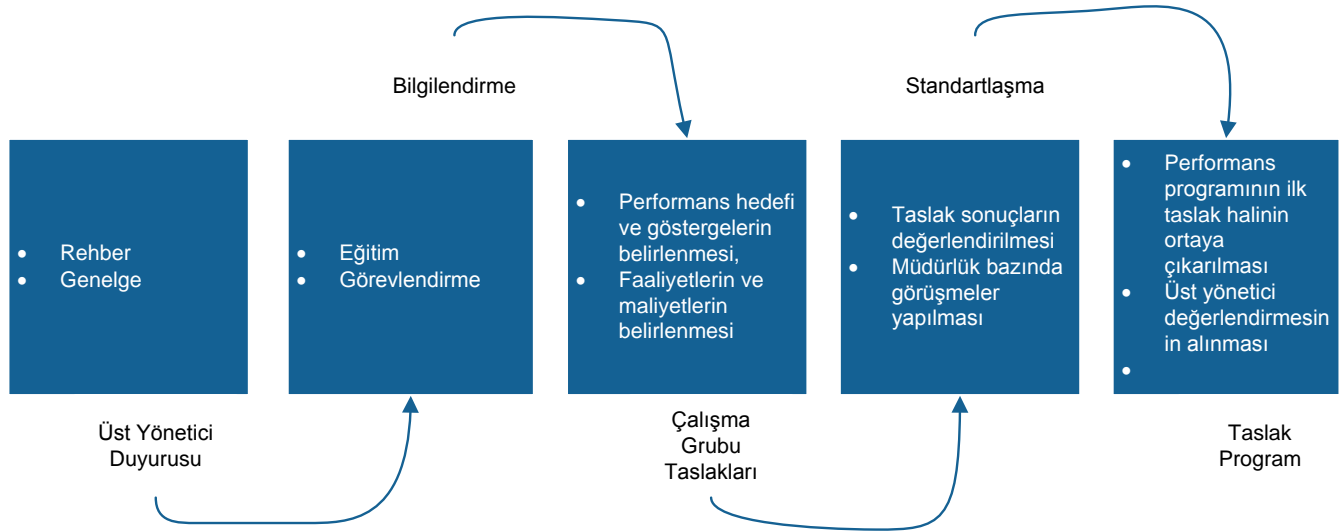 Bilgilendirme
Standartlaşma
• Rehber
• Genelge
• Eğitim
• Görevlendirme
• Performans hedefi
ve göstergelerin
belirlenmesi,
• Faaliyetlerin ve
maliyetlerin
belirlenmesi
• Taslak sonuçların
değerlendirilmesi
• Müdürlük bazında
görüşmeler
yapılması
• Performans
programının ilk
taslak halinin
ortaya
çıkarılması
• Üst yönetici
değerlendirmesin
in alınması
•
Üst Yönetici
Duyurusu
Çalışma
Grubu
Taslakları
Taslak
Program